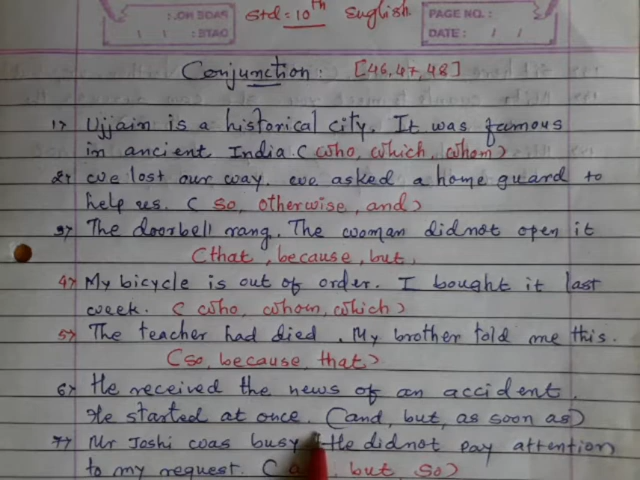 PAGE NO.: Std = 10th English PAGE NO.:
DATE: / / DATE: / /
Conjunction : [46, 47, 48]
1) Ujjain is a historical city. It was famous
in ancient India (who, which, whom)
2) we lost our way. we asked a home guard to
help us. ( so, otherwise, and)
3) The doorbell rang. The woman didnot open it
(that, because, but,
4) My bicycle is out of order. I bought it last
week. ( who, whom, which)
5) The teacher had died. My brother told me this.
(so, because, that)
6) He received the news of an accident.
He started at once. (and, but, as soon as)
7) Mr Joshi was busy. He didnot pay attention
to my request. ( but, so)